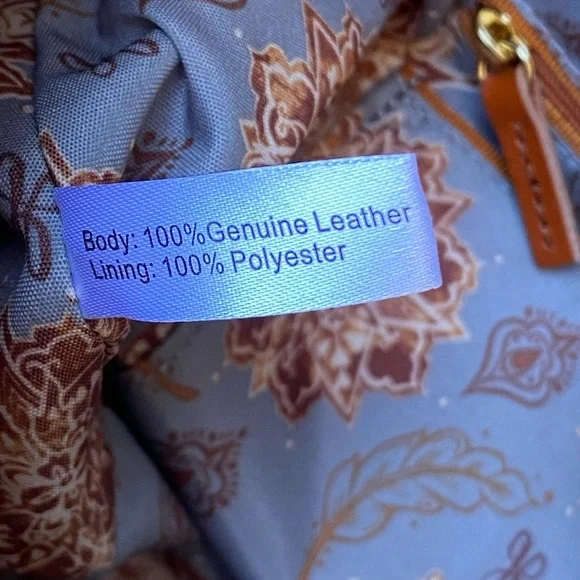 Body: 100%Genuine Leather
Lining: 100% Polyester